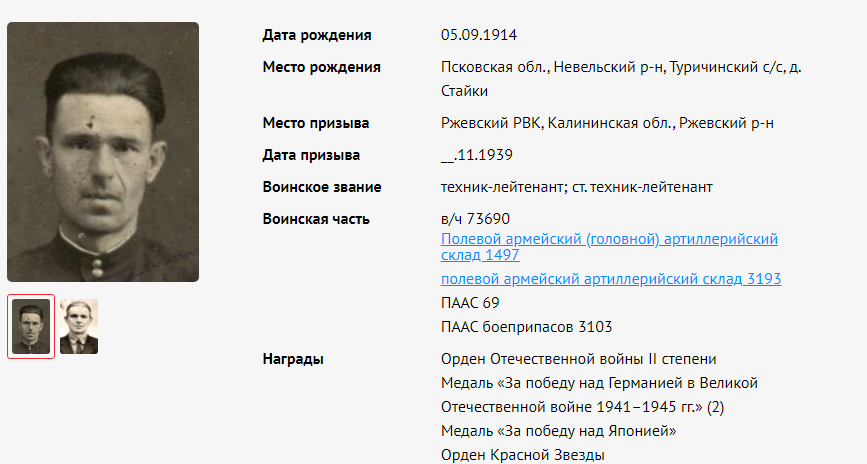 Дата рождения 05.09.1914
Место рождения Псковская обл., Невельский р-н, Туричинский с/с, д.
Стайки
Место призыва Ржевский РВК, Калининская обл., Ржевский р-н
Дата призыва __.11.1939
Воинское звание техник-лейтенант; ст. техник-лейтенант
Воинская часть в/ч 73690
Полевой армейский (головной) артиллерийский
склад 1497
полевой армейский артиллерийский склад 3193
ПААС 69
ПААС боеприпасов 3103
Награды Орден Отечественной войны II степени
Медаль «За победу над Германией в Великой
Отечественной войне 1941–1945 гг.» (2)
Медаль «За победу над Японией»
Орден Красной Звезды